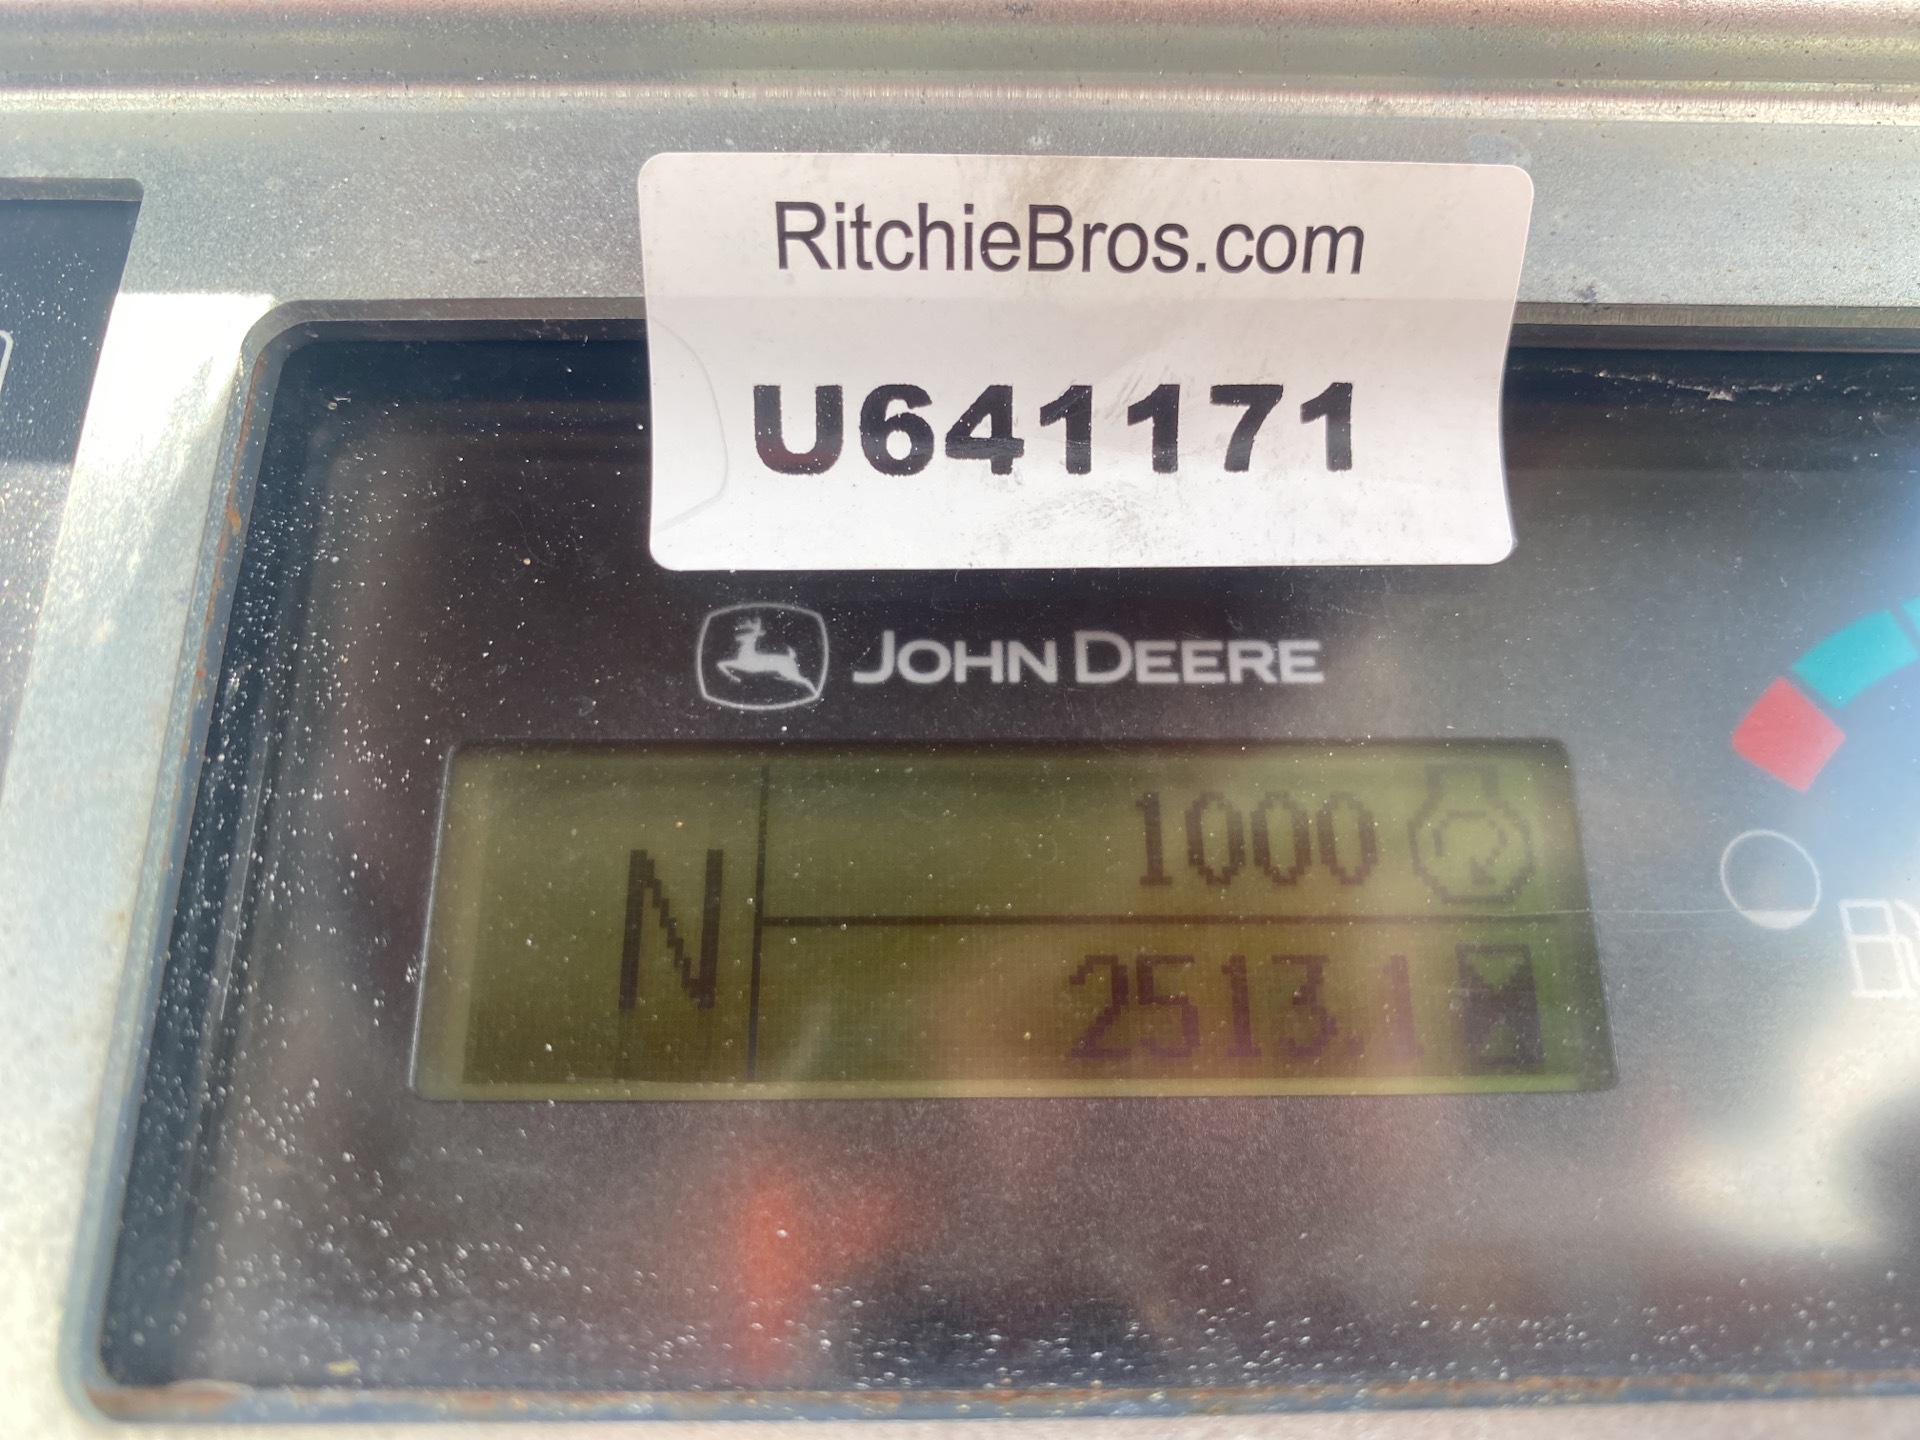 RitchieBros.com
U641171
JOHN DEERE
1000
N
2513.1